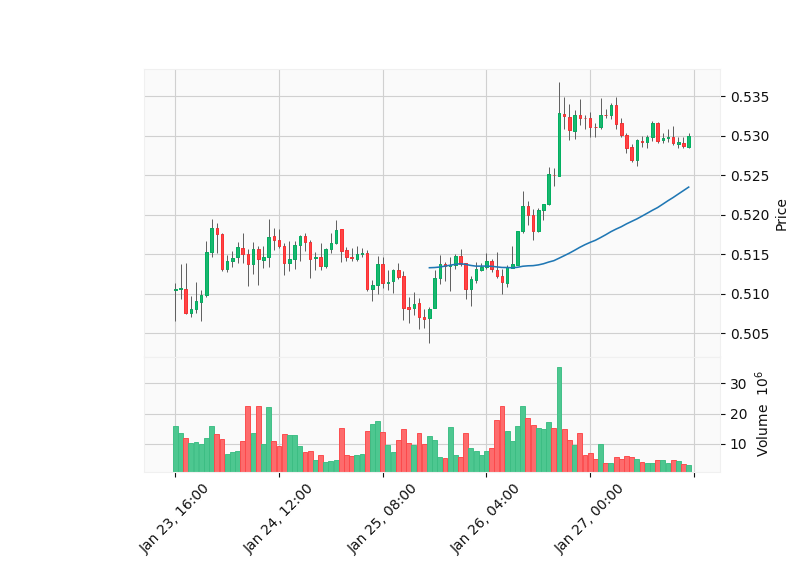 0.535
0.530
0.525
0.520
0.515
0.510
0.505
Price
30
20
10
Volume 10^6
Jan 23, 16:00
Jan 24, 12:00
Jan 25, 08:00
Jan 26, 04:00
Jan 27, 00:00